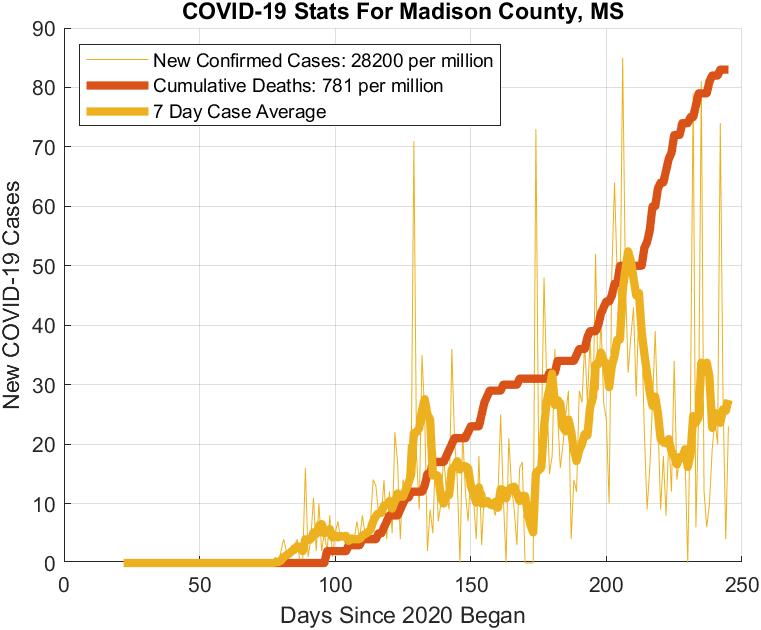 COVID-19 Stats For Madison County, MS
New Confirmed Cases: 28200 per million
Cumulative Deaths: 781 per million
7 Day Case Average
New COVID-19 Cases
90
80
70
60
50
40
30
20
10
0
0 50 100 150 200 250
Days Since 2020 Began